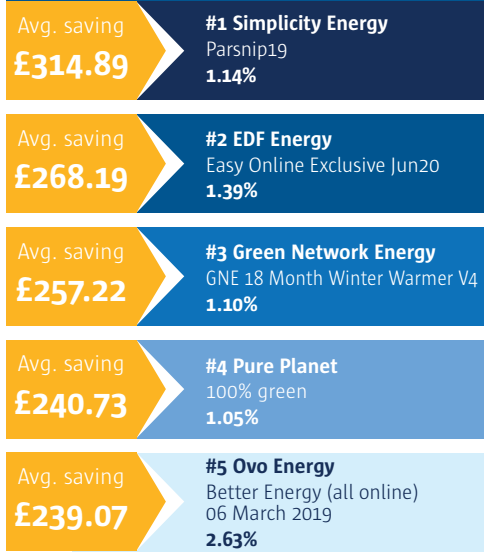 Avg. saving
£314.89
#1 Simplicity Energy
Parsnip19
1.14%
Avg. saving
£268.19
#2 EDF Energy
Easy Online Exclusive Jun20
1.39%
Avg. saving
£257.22
#3 Green Network Energy
GNE 18 Month Winter Warmer V4
1.10%
Avg. saving
£240.73
#4 Pure Planet
100% green
1.05%
Avg. saving
£239.07
#5 Ovo Energy
Better Energy (all online)
06 March 2019
2.63%